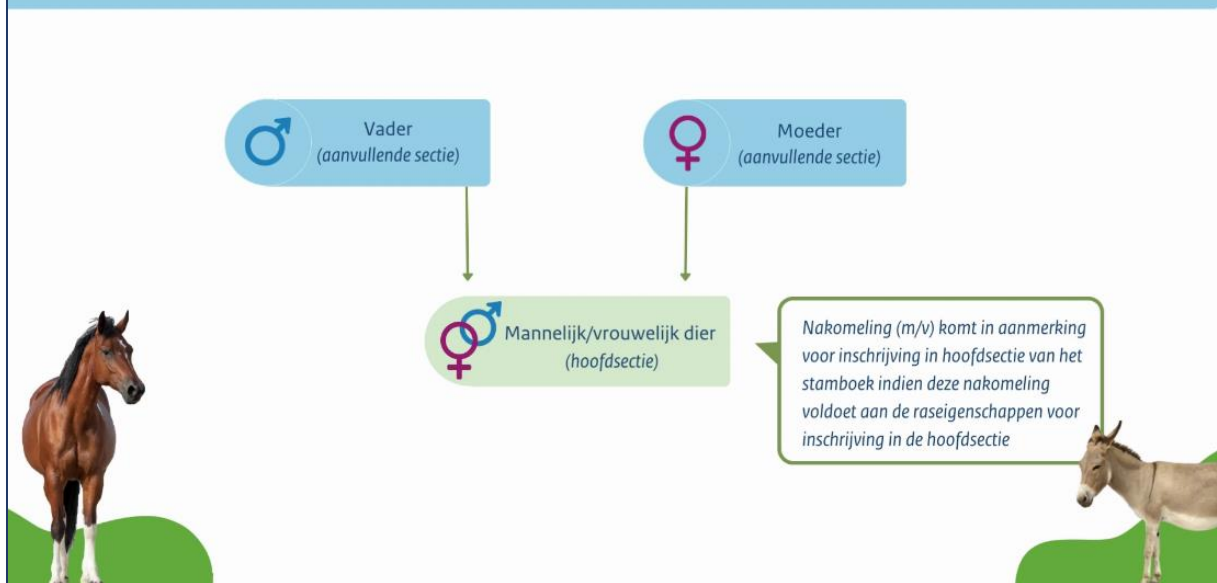 Vader
(aanvullende sectie)
Moeder
(aanvullende sectie)
Mannelijk/vrouwelijk dier
(hoofdsectie)
Nakomeling (m/v) komt in aanmerking
voor inschrijving in hoofdsectie van het
stamboek indien deze nakomeling
voldoet aan de raseigenschappen voor
inschrijving in de hoofdsectie